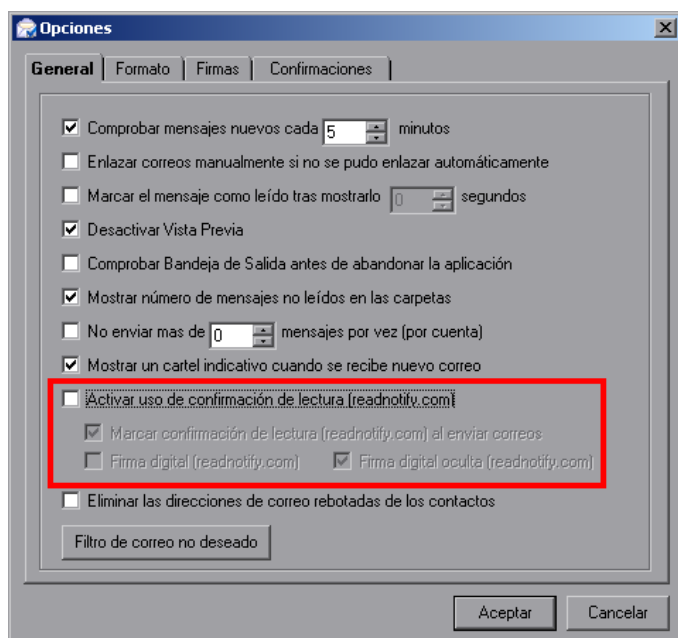 Opciones
General Formato Firmas Confirmaciones
Comprobar mensajes nuevos cada 5 minutos
Enlazar correos manualmente si no se pudo enlazar automáticamente
Marcar el mensaje como leído tras mostrarlo 0 segundos
Desactivar Vista Previa
Comprobar Bandeja de Salida antes de abandonar la aplicación
Mostrar número de mensajes no leídos en las carpetas
No enviar mas de 0 mensajes por vez (por cuenta)
Mostrar un cartel indicativo cuando se recibe nuevo correo
Activar uso de confirmación de lectura (readnotify.com)
Marcar confirmación de lectura (readnotify.com) al enviar correos
Firma digital (readnotify.com) Firma digital oculta (readnotify.com)
Eliminar las direcciones de correo rebotadas de los contactos
Filtro de correo no deseado
Aceptar Cancelar